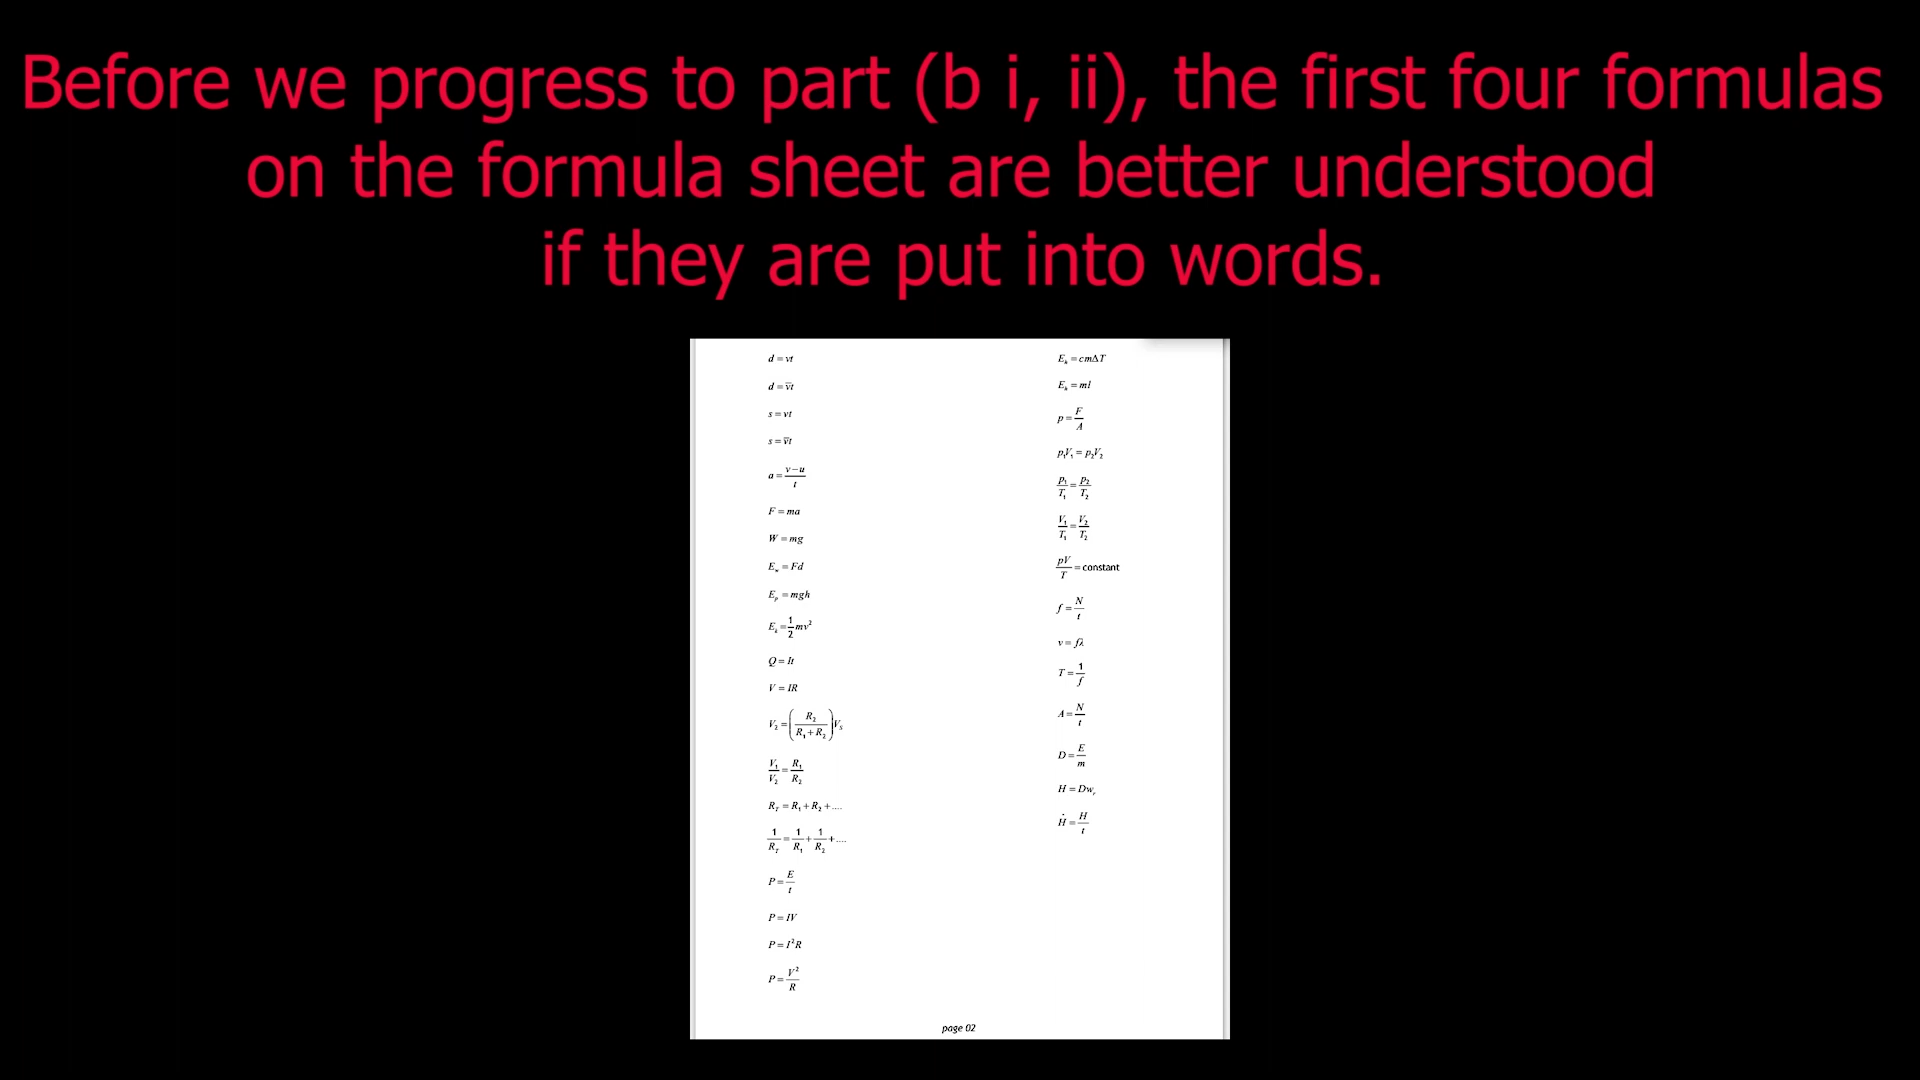 Before we progress to part (b i, ii), the first four formulas
on the formula sheet are better understood
if they are put into words.
d = vt
d = v̄t
s = vt
s = v̄t
a = (v − u)/t
F = ma
W = mg
E_w = Fd
E_p = mgh
E_k = 1/2 mv²
Q = It
V = IR
V₂ = (R₂/(R₁ + R₂))V_S
V₁/V₂ = R₁/R₂
R_T = R₁ + R₂ + ....
1/R_T = 1/R₁ + 1/R₂ + ....
P = E/t
P = IV
P = I²R
P = V²/R
E_h = cmΔT
E_h = ml
p = F/A
p₁V₁ = p₂V₂
p₁/T₁ = p₂/T₂
V₁/T₁ = V₂/T₂
pV/T = constant
f = N/t
v = fλ
T = 1/f
A = N/t
D = E/m
H = Dw_r
Ḣ = H/t
page 02